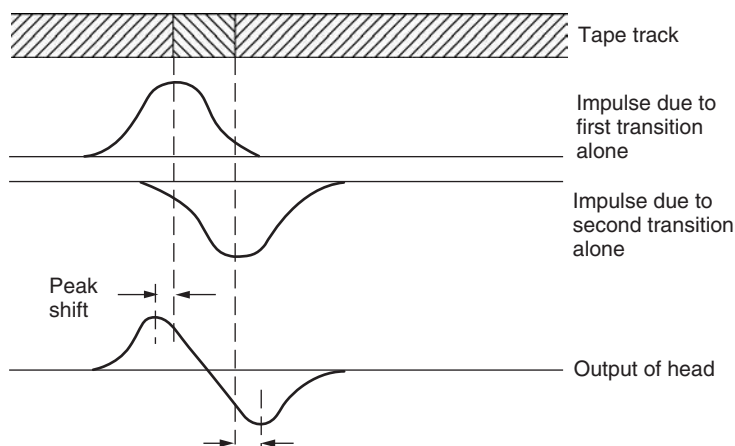 Tape track
Impulse due to
first transition
alone
Impulse due to
second transition
alone
Peak
shift
Output of head